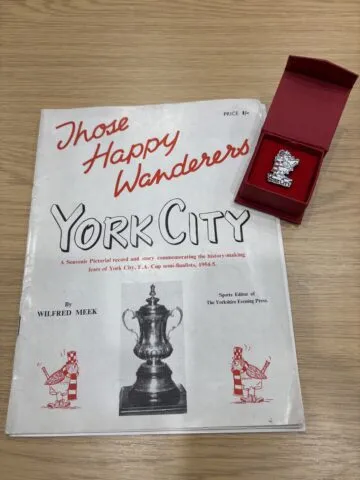 Those
Happy
Wanderers
PRICE 1/-
YORK CITY
A Souvenir Pictorial record and story commemorating the history-making
feats of York City, F.A. Cup semi-finalists, 1954-5.
By
WILFRED MEEK
Sports Editor of
The Yorkshire Evening Press.